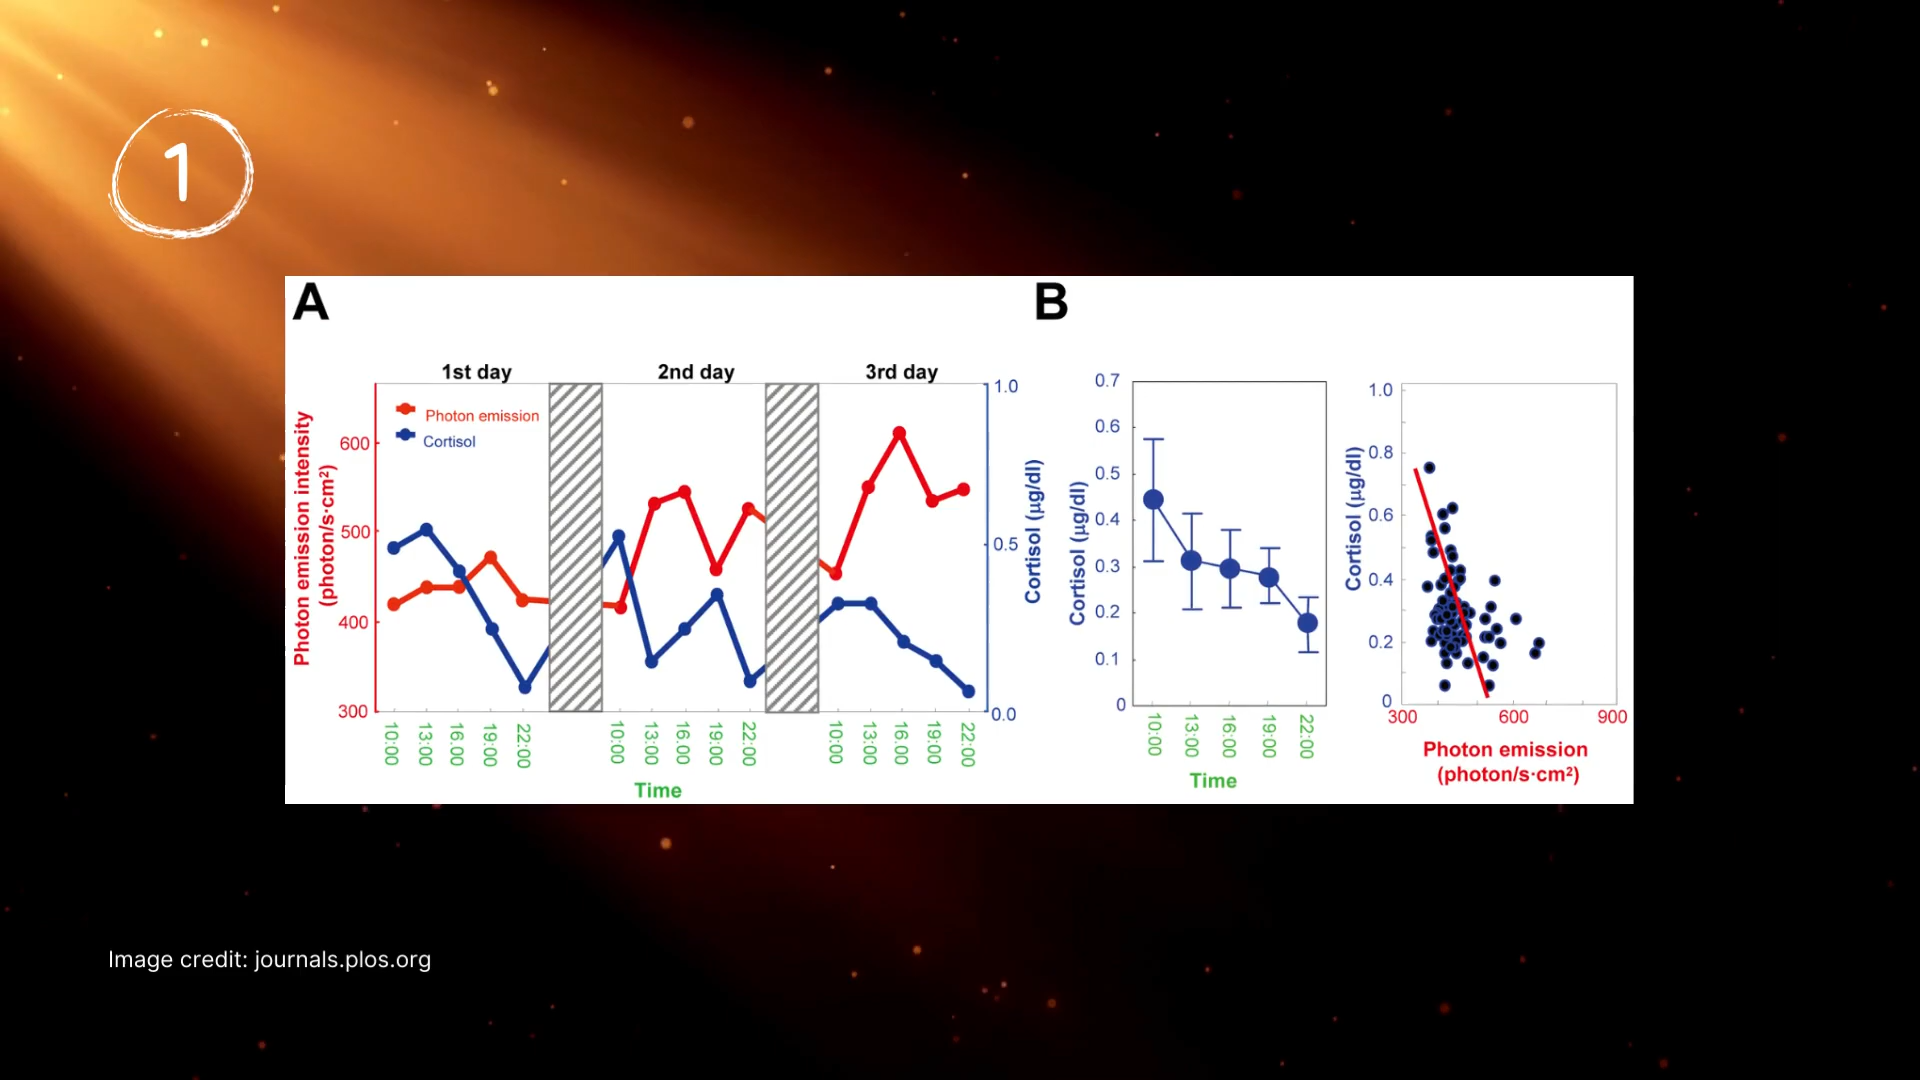 1
A
B
1st day
2nd day
3rd day
Photon emission
Cortisol
Photon emission intensity
(photon/s·cm²)
600
500
400
300
1.0
0.5
0.0
Cortisol (µg/dl)
10:00
13:00
16.00
19:00
22:00
10:00
13:00
16.00
19:00
22:00
10:00
13:00
16.00
19:00
22:00
Time
Cortisol (µg/dl)
0.7
0.6
0.5
0.4
0.3
0.2
0.1
0
10:00
13:00
16:00
19:00
22:00
Time
Cortisol (µg/dl)
1.0
0.8
0.6
0.4
0.2
0
300
600
900
Photon emission
(photon/s·cm²)
Image credit: journals.plos.org